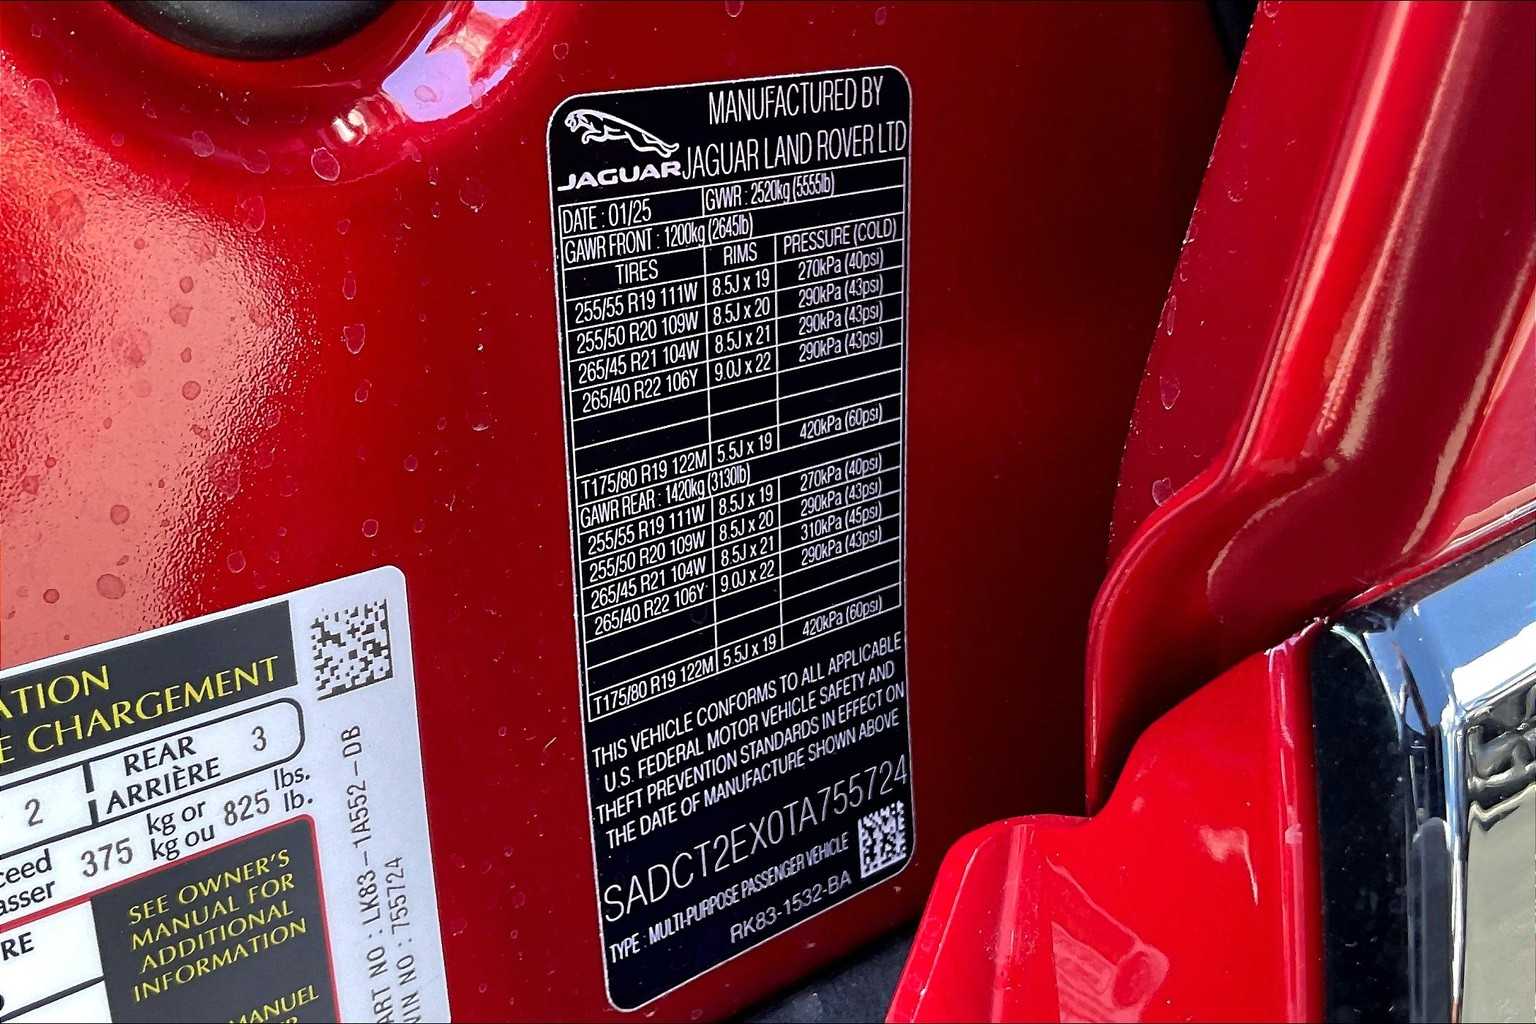 JAGUAR
MANUFACTURED BY
JAGUAR LAND ROVER LTD
DATE : 01/25 GVWR : 2520kg (5555lb)
GAWR FRONT : 1200kg (2645lb)
TIRES RIMS PRESSURE (COLD)
255/55 R19 111W 8.5J x 19 270kPa (40psi)
255/50 R20 109W 8.5J x 20 290kPa (43psi)
265/45 R21 104W 8.5J x 21 290kPa (43psi)
265/40 R22 106Y 9.0J x 22 290kPa (43psi)
T175/80 R19 122M 5.5J x 19 420kPa (60psi)
GAWR REAR : 1420kg (3130lb)
255/55 R19 111W 8.5J x 19 270kPa (40psi)
255/50 R20 109W 8.5J x 20 290kPa (43psi)
265/45 R21 104W 8.5J x 21 310kPa (45psi)
265/40 R22 106Y 9.0J x 22 290kPa (43psi)
T175/80 R19 122M 5.5J x 19 420kPa (60psi)
THIS VEHICLE CONFORMS TO ALL APPLICABLE
U.S. FEDERAL MOTOR VEHICLE SAFETY AND
THEFT PREVENTION STANDARDS IN EFFECT ON
THE DATE OF MANUFACTURE SHOWN ABOVE
SADCT2EX0TA755724
TYPE : MULTI-PURPOSE PASSENGER VEHICLE
RK83-1532-BA
ATION
E CHARGEMENT
2 REAR 3
ARRIÈRE
ceed 375 kg or 825 lbs.
asser kg ou lb.
RE
SEE OWNER'S
MANUAL FOR
ADDITIONAL
INFORMATION
MANUEL
ART NO : LK83-1A552-DB
VIN NO : 755724